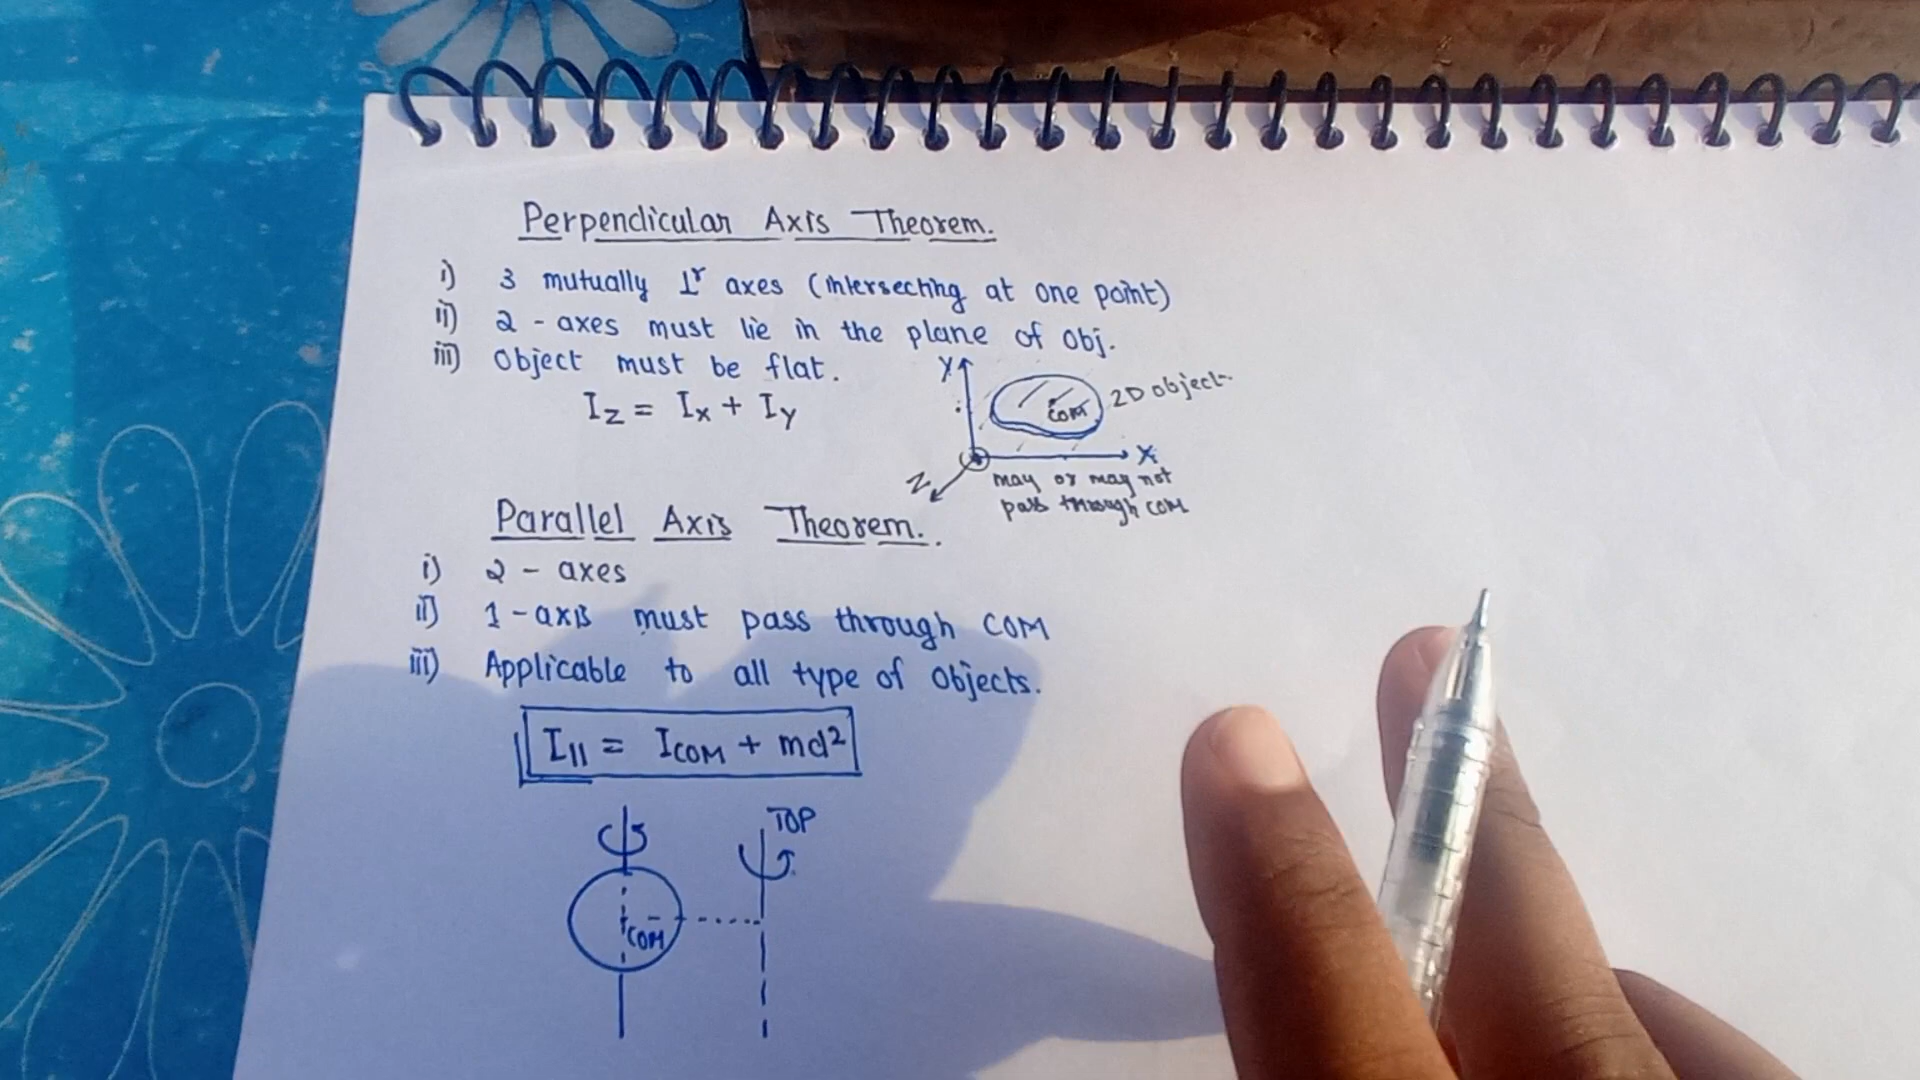 Perpendicular Axis Theorem.
i) 3 mutually ⊥r axes (intersecting at one point)
ii) 2 - axes must lie in the plane of Obj.
iii) Object must be flat.
Iz = Ix + Iy
Y
COM
2D object
X
Z
may or may not
pass through COM
Parallel Axis Theorem.
i) 2 - axes
ii) 1 - axis must pass through COM
iii) Applicable to all type of Objects.
I|| = ICOM + md²
TOP
COM